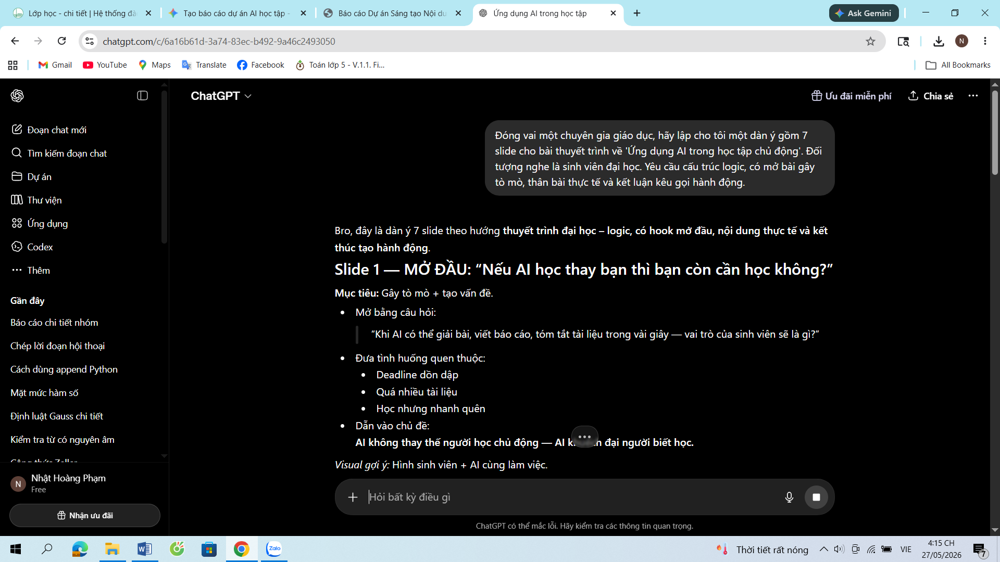 Lớp học - chi tiết | Hệ thống đà
Tạo báo cáo dự án AI học tập -
Báo cáo Dự án Sáng tạo Nội du
Ứng dụng AI trong học tập
Ask Gemini
chatgpt.com/c/6a16b61d-3a74-83ec-b492-9a46c2493050
N
Gmail
YouTube
Maps
Translate
Facebook
Toán lớp 5 - V.1.1. Fi...
All Bookmarks
ChatGPT
Ưu đãi miễn phí
Chia sẻ
Đoạn chat mới
Tìm kiếm đoạn chat
Dự án
Thư viện
Ứng dụng
Codex
Thêm
Gần đây
Báo cáo chi tiết nhóm
Chép lời đoạn hội thoại
Cách dùng append Python
Mặt mức hàm số
Định luật Gauss chi tiết
Kiểm tra từ có nguyên âm
Công thức Zeller
N
Nhật Hoàng Phạm
Free
Nhận ưu đãi
Đóng vai một chuyên gia giáo dục, hãy lập cho tôi một dàn ý gồm 7
slide cho bài thuyết trình về 'Ứng dụng AI trong học tập chủ động'. Đối
tượng nghe là sinh viên đại học. Yêu cầu cấu trúc logic, có mở bài gây
tò mò, thân bài thực tế và kết luận kêu gọi hành động.
Bro, đây là dàn ý 7 slide theo hướng thuyết trình đại học – logic, có hook mở đầu, nội dung thực tế và kết
thúc tạo hành động.
Slide 1 — MỞ ĐẦU: “Nếu AI học thay bạn thì bạn còn cần học không?”
Mục tiêu: Gây tò mò + tạo vấn đề.
Mở bằng câu hỏi:
“Khi AI có thể giải bài, viết báo cáo, tóm tắt tài liệu trong vài giây — vai trò của sinh viên sẽ là gì?”
Đưa tình huống quen thuộc:
Deadline dồn dập
Quá nhiều tài liệu
Học nhưng nhanh quên
Dẫn vào chủ đề:
AI không thay thế người học chủ động — AI đại người biết học.
Visual gợi ý: Hình sinh viên + AI cùng làm việc.
Hỏi bất kỳ điều gì
ChatGPT có thể mắc lỗi. Hãy kiểm tra các thông tin quan trọng.
Zalo
Thời tiết rất nóng
VIE
4:15 CH
27/05/2026
7